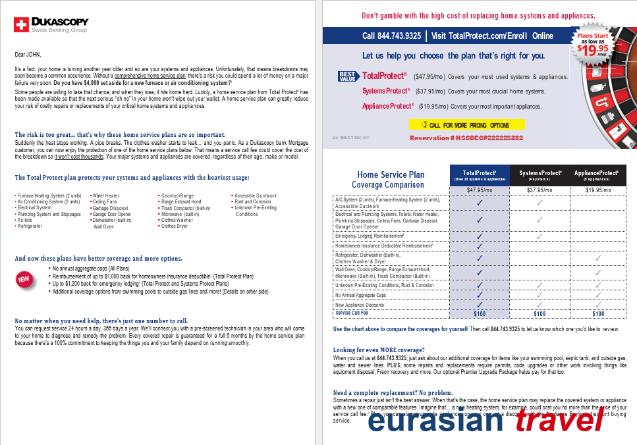 DUKASCOPY
Swiss Banking Group
Dear JOHN,
It's a fact: your home is turning another year older and so are your systems and appliances. Unfortunately, that means breakdowns may
soon become a common occurrence. Without a comprehensive home service plan, there's a risk you could spend a lot of money on a major
failure very soon. Do you have $4,000 set aside for a new furnace or air conditioning system?
Some people are willing to take that chance, and when they lose, it hits home hard. Luckily, a home service plan from Total Protect® has
been made available so that the next serious "oh no" in your home won't wipe out your wallet. A home service plan can greatly reduce
your risk of costly repairs or replacements of your critical home systems and appliances.
The risk is too great... that's why these home service plans are so important.
Suddenly the heat stops working. A pipe breaks. The clothes washer starts to leak... and you panic. As a Dukascopy bank Mortgage
customer, you can now enjoy the protection of one of the home service plans below. That means a service call fee could cover the cost of
the breakdown so it won't cost thousands. Your major systems and appliances are covered, regardless of their age, make or model.
The Total Protect plan protects your systems and appliances with the heaviest usage:
• Furnace/Heating System (2 units)
• Air Conditioning System (2 units)
• Electrical System
• Plumbing System and Stoppages
• Toilets
• Refrigerator
• Water Heater
• Ceiling Fans
• Garbage Disposal
• Garage Door Opener
• Dishwasher (built-in)
Wall Oven
• Cooktop/Range
• Range Exhaust Hood
• Trash Compactor (built-in)
• Microwave (built-in)
• Clothes Washer
• Clothes Dryer
• Accessible Ductwork
• Rust and Corrosion
• Unknown Pre-Existing
Conditions
And now these plans have better coverage and more options.
NEW
• No annual aggregate caps (All Plans)
• Reimbursement of up to $1,000 back for homeowners insurance deductible! (Total Protect Plan)
• Up to $1,200 back for emergency lodging! (Total Protect and Systems Protect Plans)
• Additional coverage options from swimming pools to outside gas lines and more! (Details on other side)
No matter when you need help, there's just one number to call.
You can request service 24 hours a day, 365 days a year. We'll connect you with a pre-screened technician in your area who will come
to your home to diagnose and remedy the problem. Every covered repair is guaranteed for a full 6 months by the home service plan
because there's a 100% commitment to keeping the things you and your family depend on running smoothly.
Don't gamble with the high cost of replacing home systems and appliances.
Call 844.743.9325 | Visit TotalProtect.com/Enroll Online
Plans Start
as low as
$19.95
/mo
Let us help you choose the plan that's right for you.
BEST
VALUE
TotalProtect® ($47.95/mo) Covers your most used systems & appliances.
SystemsProtect® ($37.95/mo) Covers your most crucial home systems.
ApplianceProtect® ($19.95/mo) Covers your most important appliances.
CALL FOR MORE PRICING OPTIONS
Reservation # NSGDEGP222225Z82
Home Service Plan
Coverage Comparison
TotalProtect®
SystemsProtect®
ApplianceProtect®
$47.95/mo
$37.95/mo
$19.95/mo
A/C System (2 units), Furnace/Heating System (2 units),
Accessible Ductwork
Electrical and Plumbing Systems, Toilets, Water Heater,
Plumbing Stoppages, Ceiling Fans, Garbage Disposal,
Garage Door Opener
Emergency Lodging Reimbursement
Homeowners Insurance Deductible Reimbursement
Refrigerator, Dishwasher (Built-in),
Clothes Washer & Dryer
Wall Oven, Cooktop/Range, Range Exhaust Hood,
Microwave (Built-in), Trash Compactor (Built-in)
Unknown Pre-Existing Conditions, Rust & Corrosion
No Annual Aggregate Caps
New Appliance Discounts
Service Call Fee $100 $100 $100
Use the chart above to compare the coverages for yourself. Then call 844.743.9325 to let us know which one you'd like to review.
Looking for even MORE coverage?
When you call us at 844.743.9325, just ask about our additional coverage for items like your swimming pool, septic tank, and outside gas,
water and sewer lines. PLUS, some repairs and replacements require permits, code upgrades or other work involving things like
equipment disposal, Freon recovery and more. Our optional Premier Upgrade Package helps pay for that too.
Need a complete replacement? No problem.
Sometimes a repair just isn't the best answer. When that's the case, the home service plan may replace the covered system or appliance
with a new one of comparable features. Imagine that... a new heating system, for example, could cost you no more than the cost of your
service call fee.
service.
eurasian travel